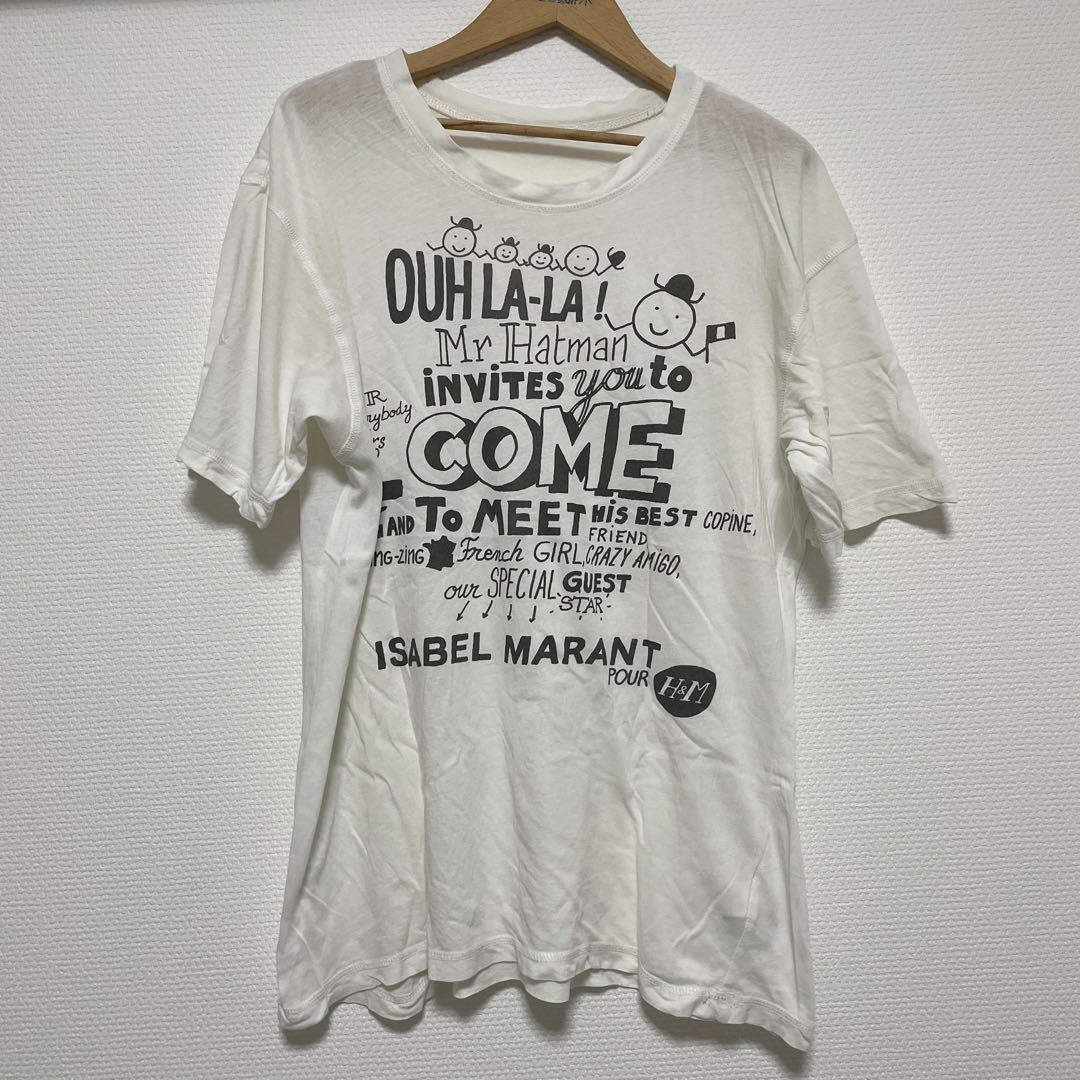 OUH LA-LA!
Mr Hatman
iNViTES you to
COME
AND TO MEET HiS BEST COPiNE,
FRiEND,
French GiRL, CRAZY AMiGO,
our SPECIAL GUEST
STAR
ISABEL MARANT
POUR H&M